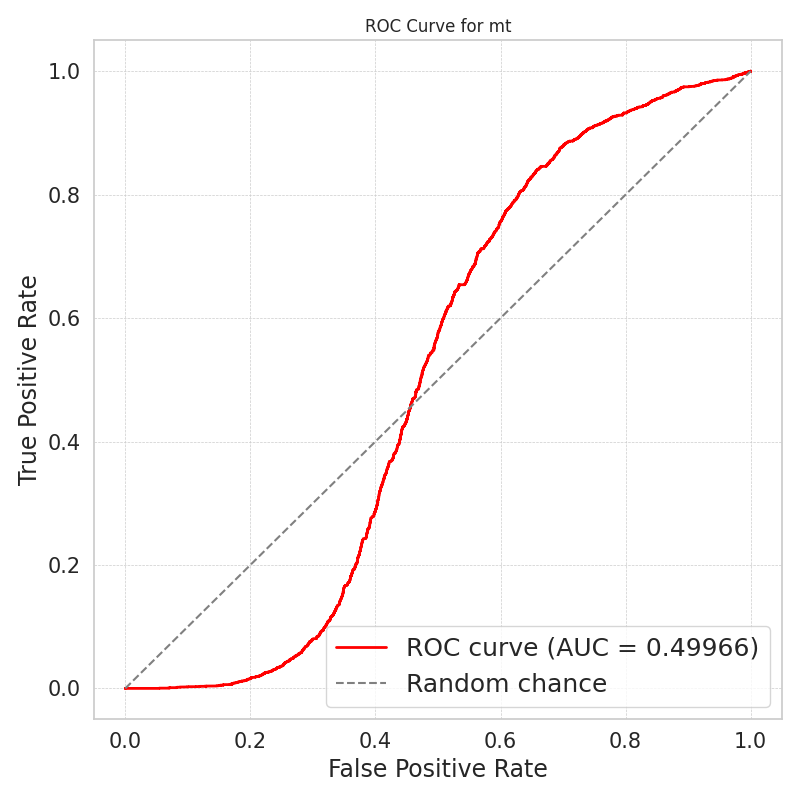 ROC Curve for mt
1.0
0.8
0.6
0.4
0.2
0.0
True Positive Rate
ROC curve (AUC = 0.49966)
Random chance
0.0 0.2 0.4 0.6 0.8 1.0
False Positive Rate